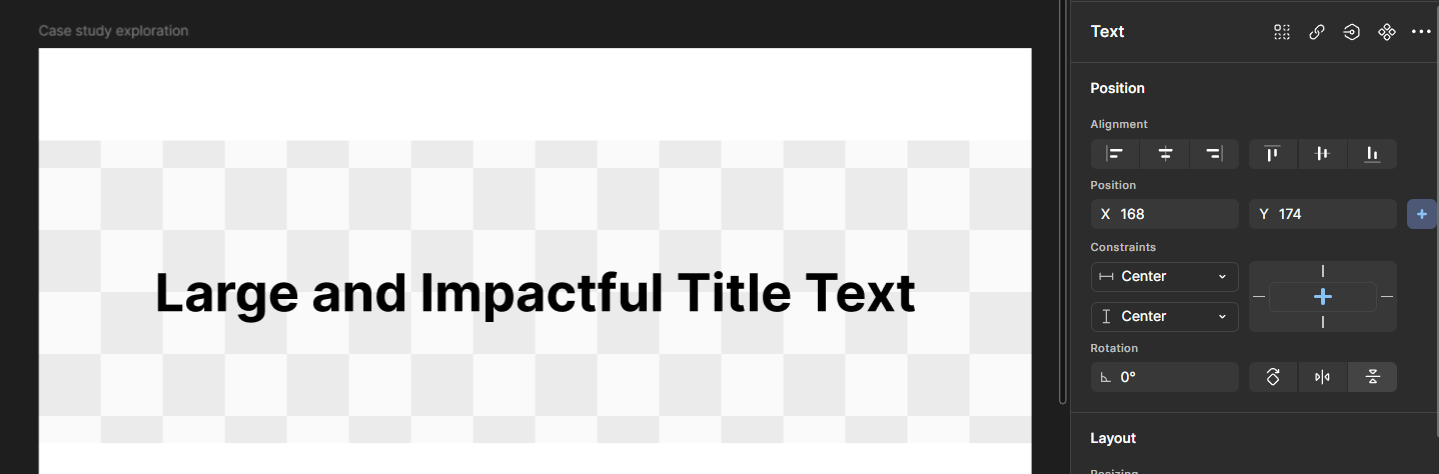 Case study exploration
Large and Impactful Title Text
Text
Position
Alignment
Position
X 168
Y 174
Constraints
Center
Center
Rotation
0°
Layout
Resizing